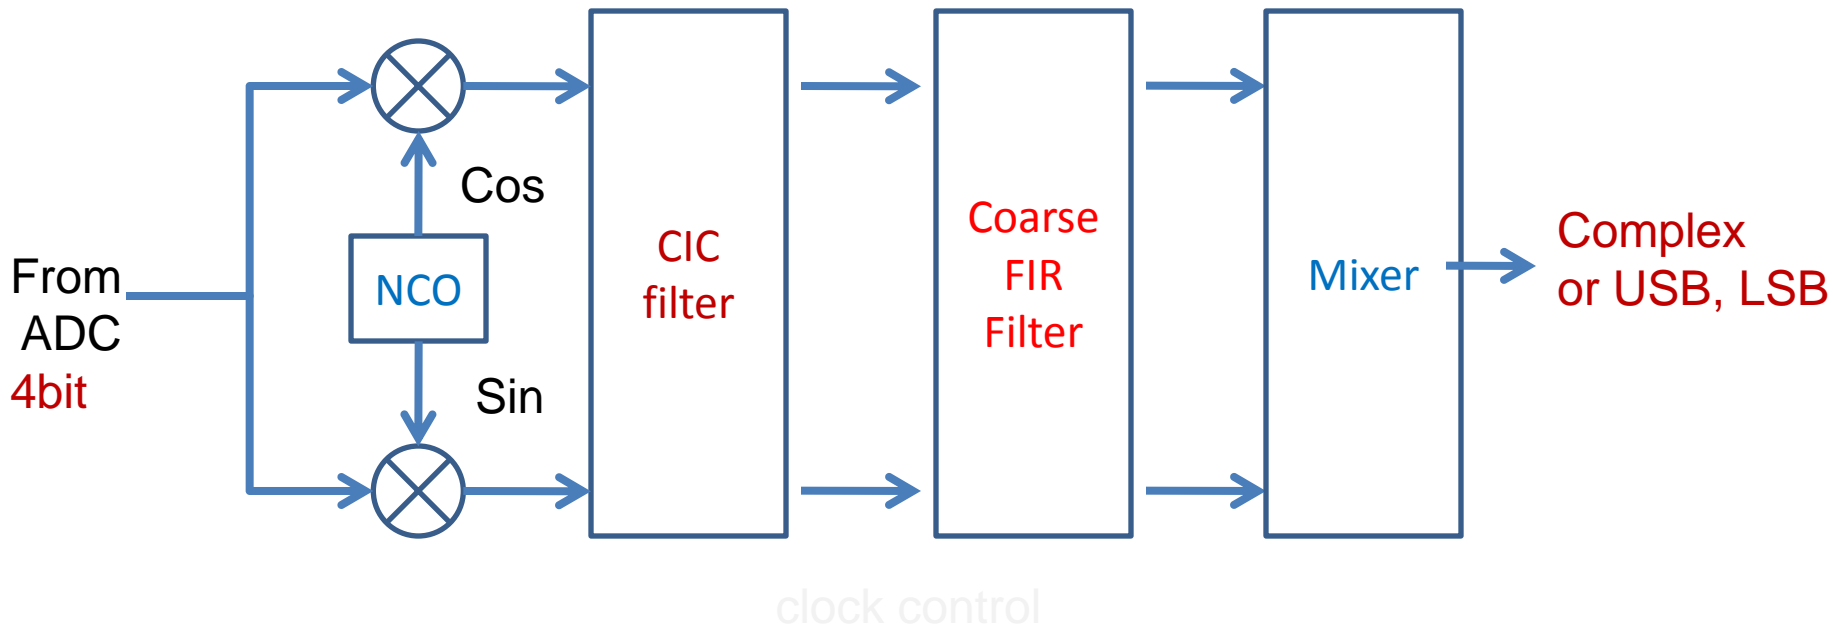 From
ADC
4bit
Cos
NCO
Sin
CIC
filter
Coarse
FIR
Filter
Mixer
Complex
or USB, LSB
clock control